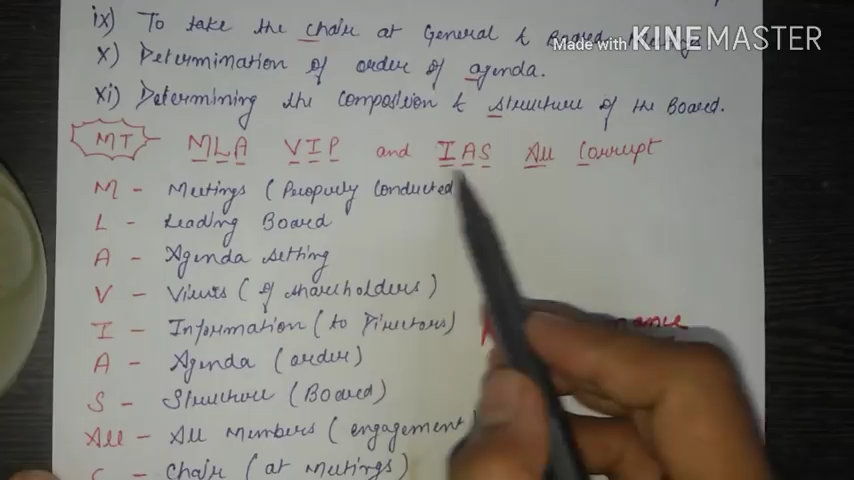 ix) To take the chair at General & Board
Made with KINEMASTER
x) Determination of order of agenda.
xi) Determining the composition & structure of the Board.
MT - MLA VIP and IAS All Corrupt
M - Meetings (Properly Conducted
L - Leading Board
A - Agenda setting
V - Views (of shareholders)
I - Information (to Directors)
A - Agenda (order)
S - Structure (Board)
All - All Members (engagement)
C - Chair (at Meetings)